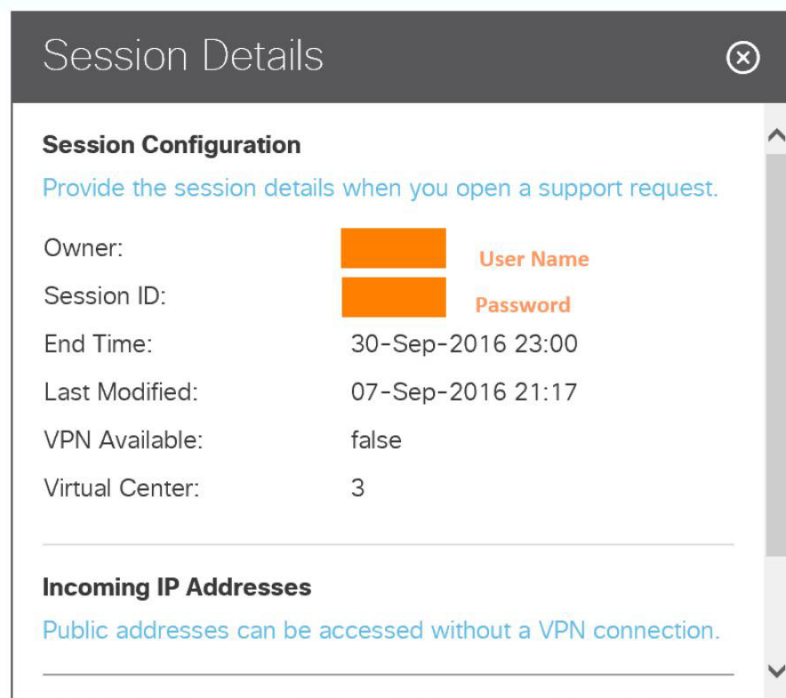 Session Details
Session Configuration
Provide the session details when you open a support request.
Owner: User Name
Session ID: Password
End Time: 30-Sep-2016 23:00
Last Modified: 07-Sep-2016 21:17
VPN Available: false
Virtual Center: 3
Incoming IP Addresses
Public addresses can be accessed without a VPN connection.